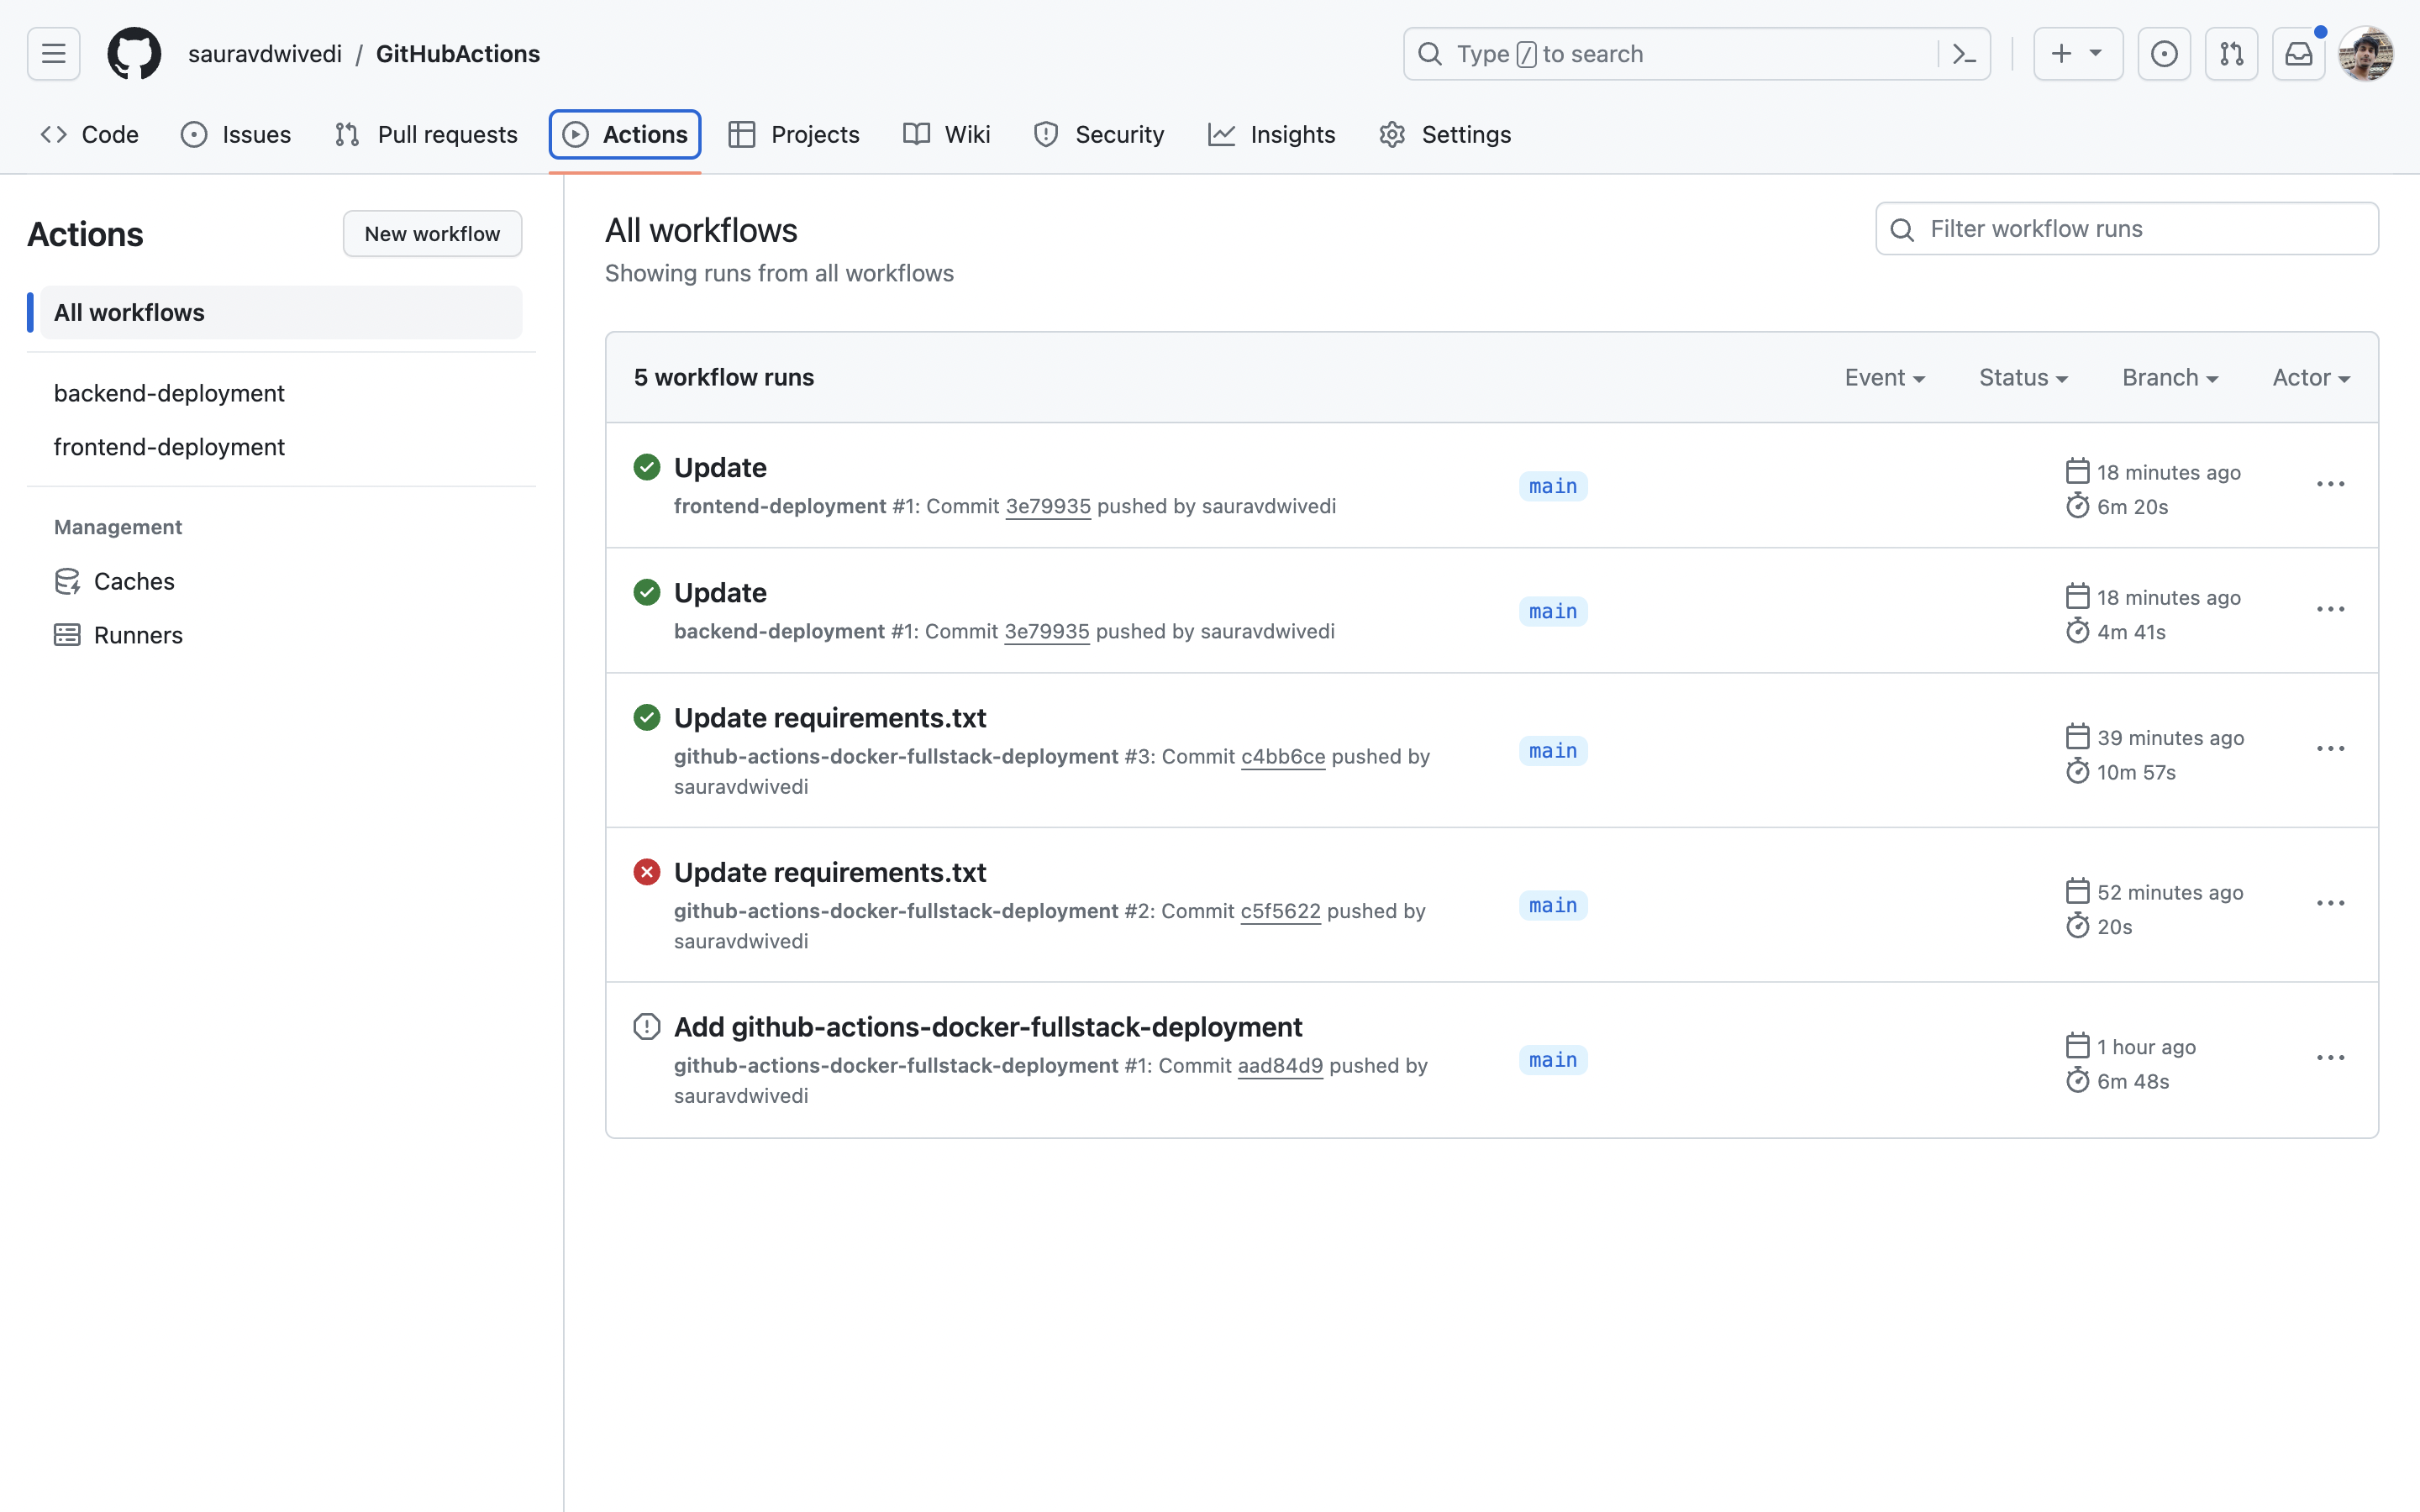 sauravdwivedi / GitHubActions
Type / to search
Code
Issues
Pull requests
Actions
Projects
Wiki
Security
Insights
Settings
Actions
New workflow
All workflows
backend-deployment
frontend-deployment
Management
Caches
Runners
All workflows
Showing runs from all workflows
Filter workflow runs
5 workflow runs
Event
Status
Branch
Actor
Update
frontend-deployment #1: Commit 3e79935 pushed by sauravdwivedi
main
18 minutes ago
6m 20s
Update
backend-deployment #1: Commit 3e79935 pushed by sauravdwivedi
main
18 minutes ago
4m 41s
Update requirements.txt
github-actions-docker-fullstack-deployment #3: Commit c4bb6ce pushed by
sauravdwivedi
main
39 minutes ago
10m 57s
Update requirements.txt
github-actions-docker-fullstack-deployment #2: Commit c5f5622 pushed by
sauravdwivedi
main
52 minutes ago
20s
Add github-actions-docker-fullstack-deployment
github-actions-docker-fullstack-deployment #1: Commit aad84d9 pushed by
sauravdwivedi
main
1 hour ago
6m 48s